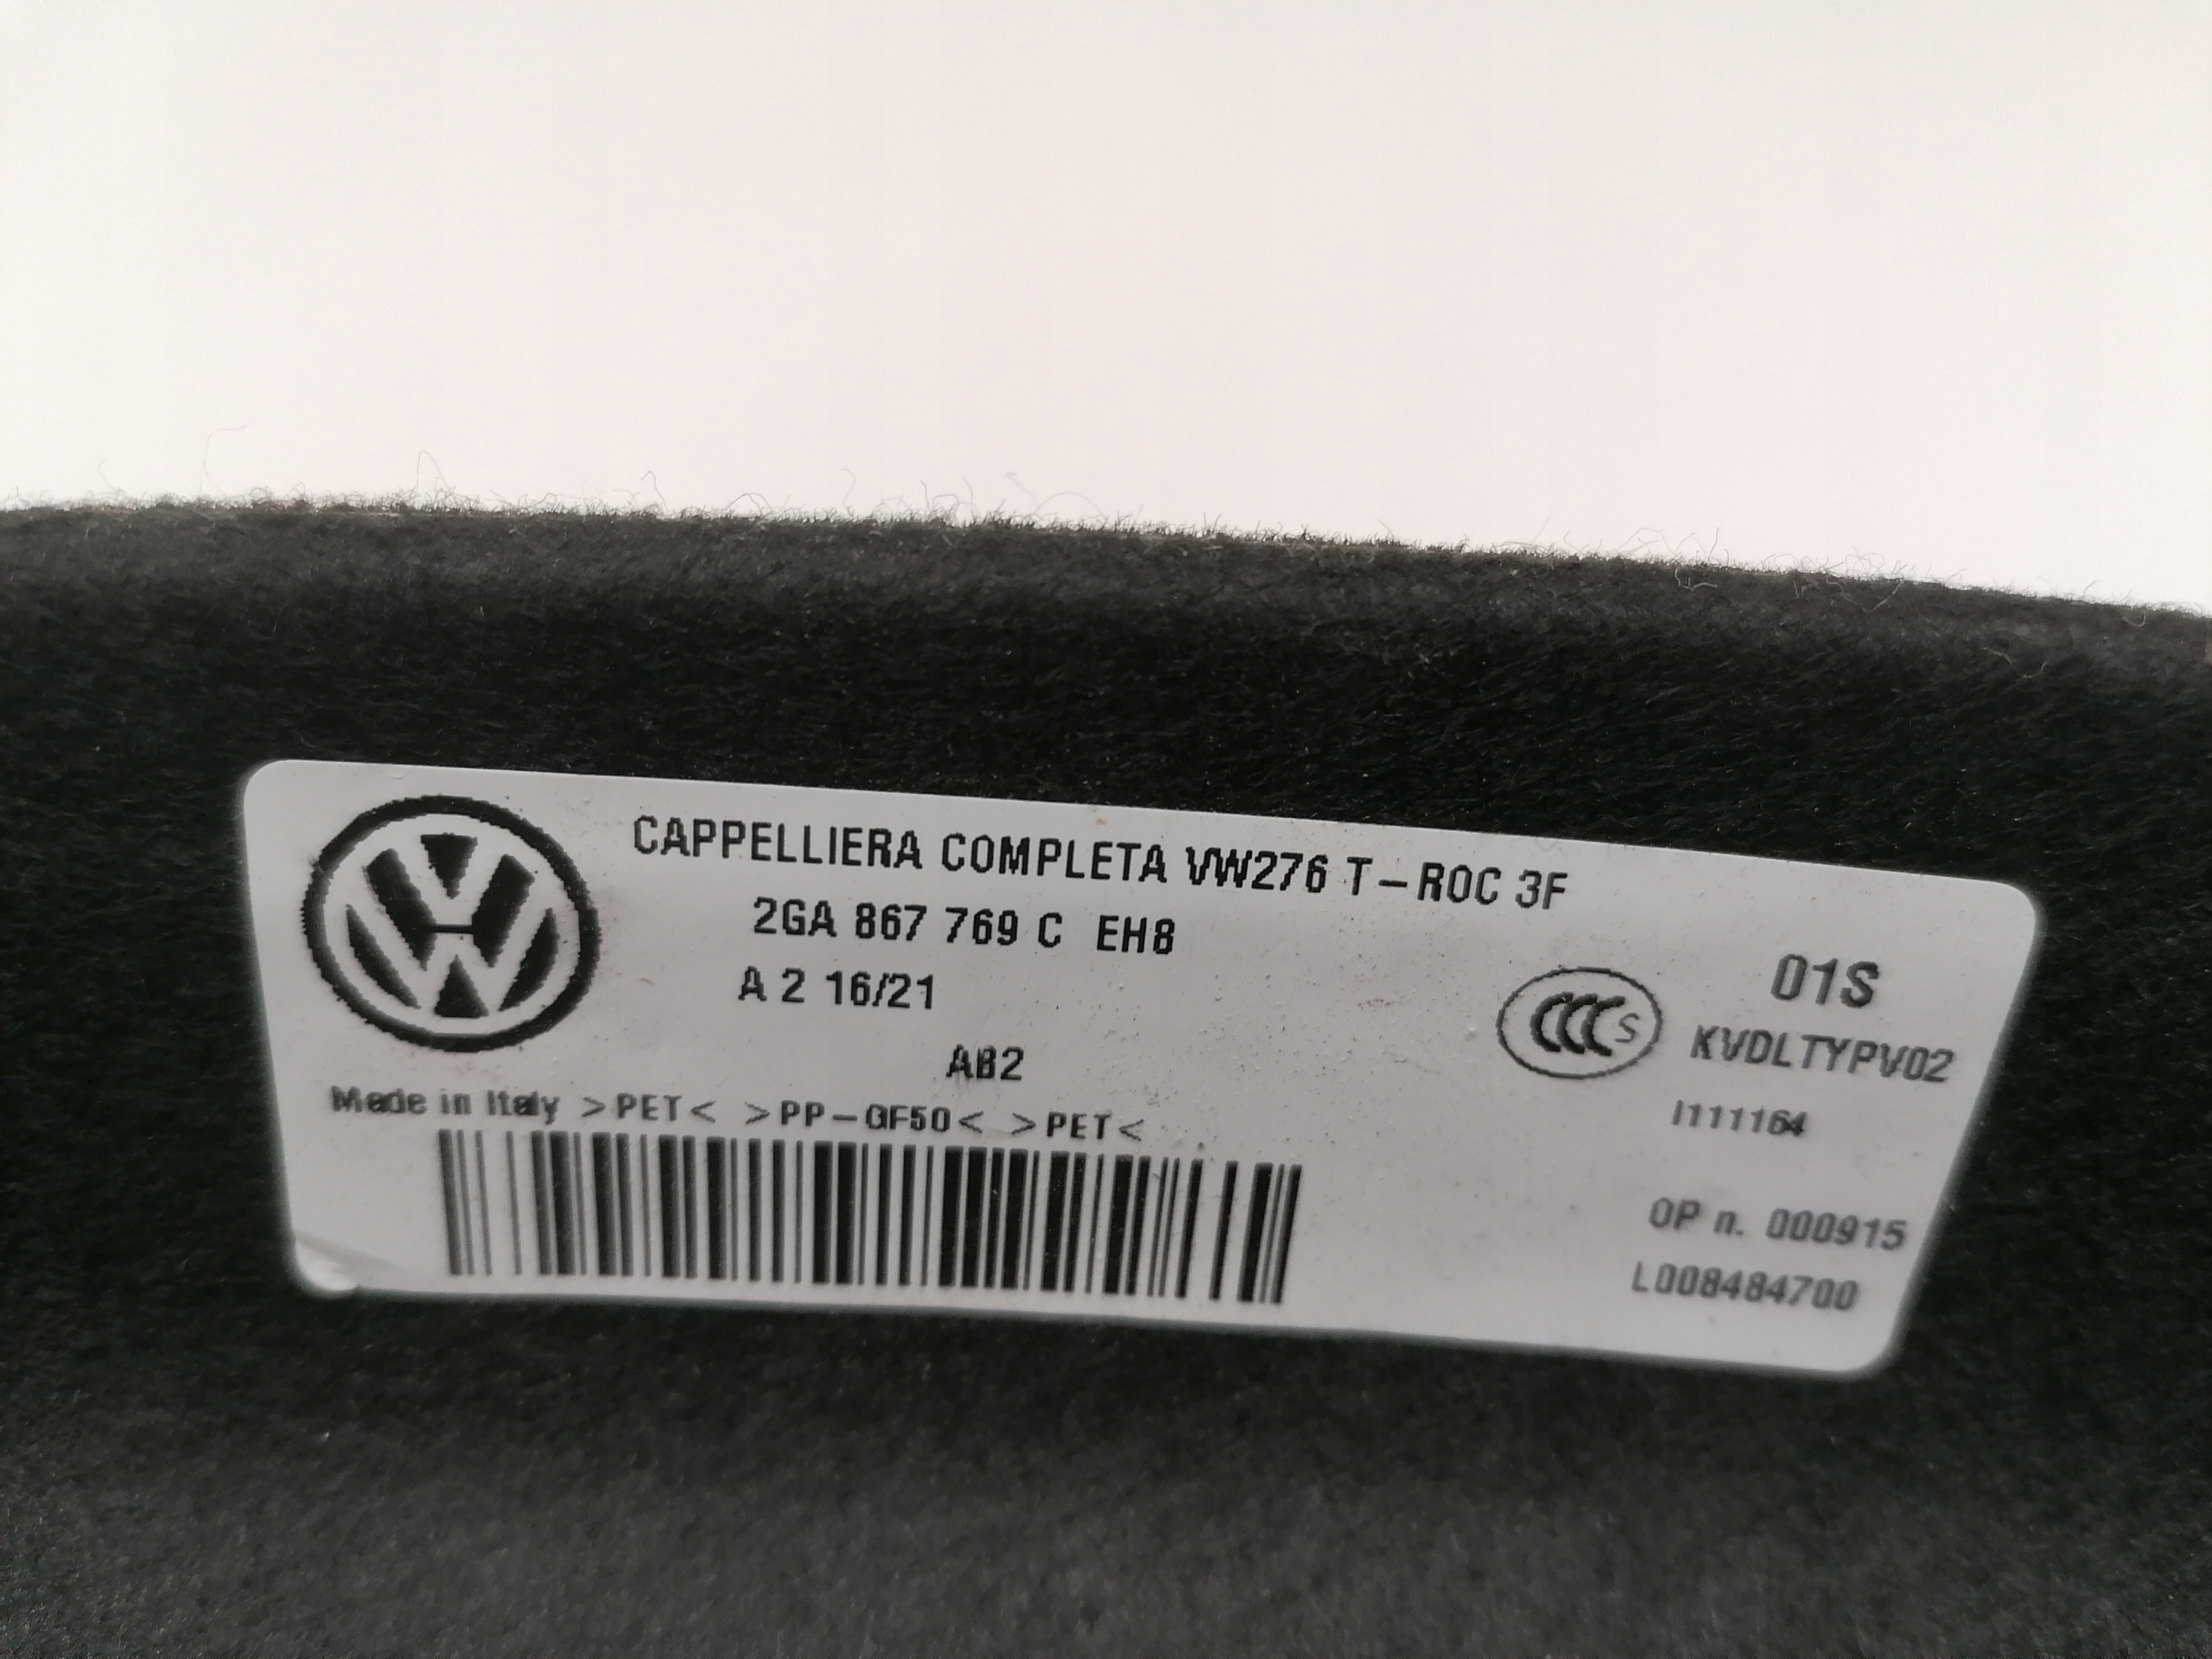 CAPPELLIERA COMPLETA VW276 T-ROC 3F
2GA 867 769 C EH8
A 2 16/21
01S
CCC S
KVDLTYPV02
AB2
Made in Italy >PET< >PP-GF50< >PET<
I111164
OP n. 000915
L008484700